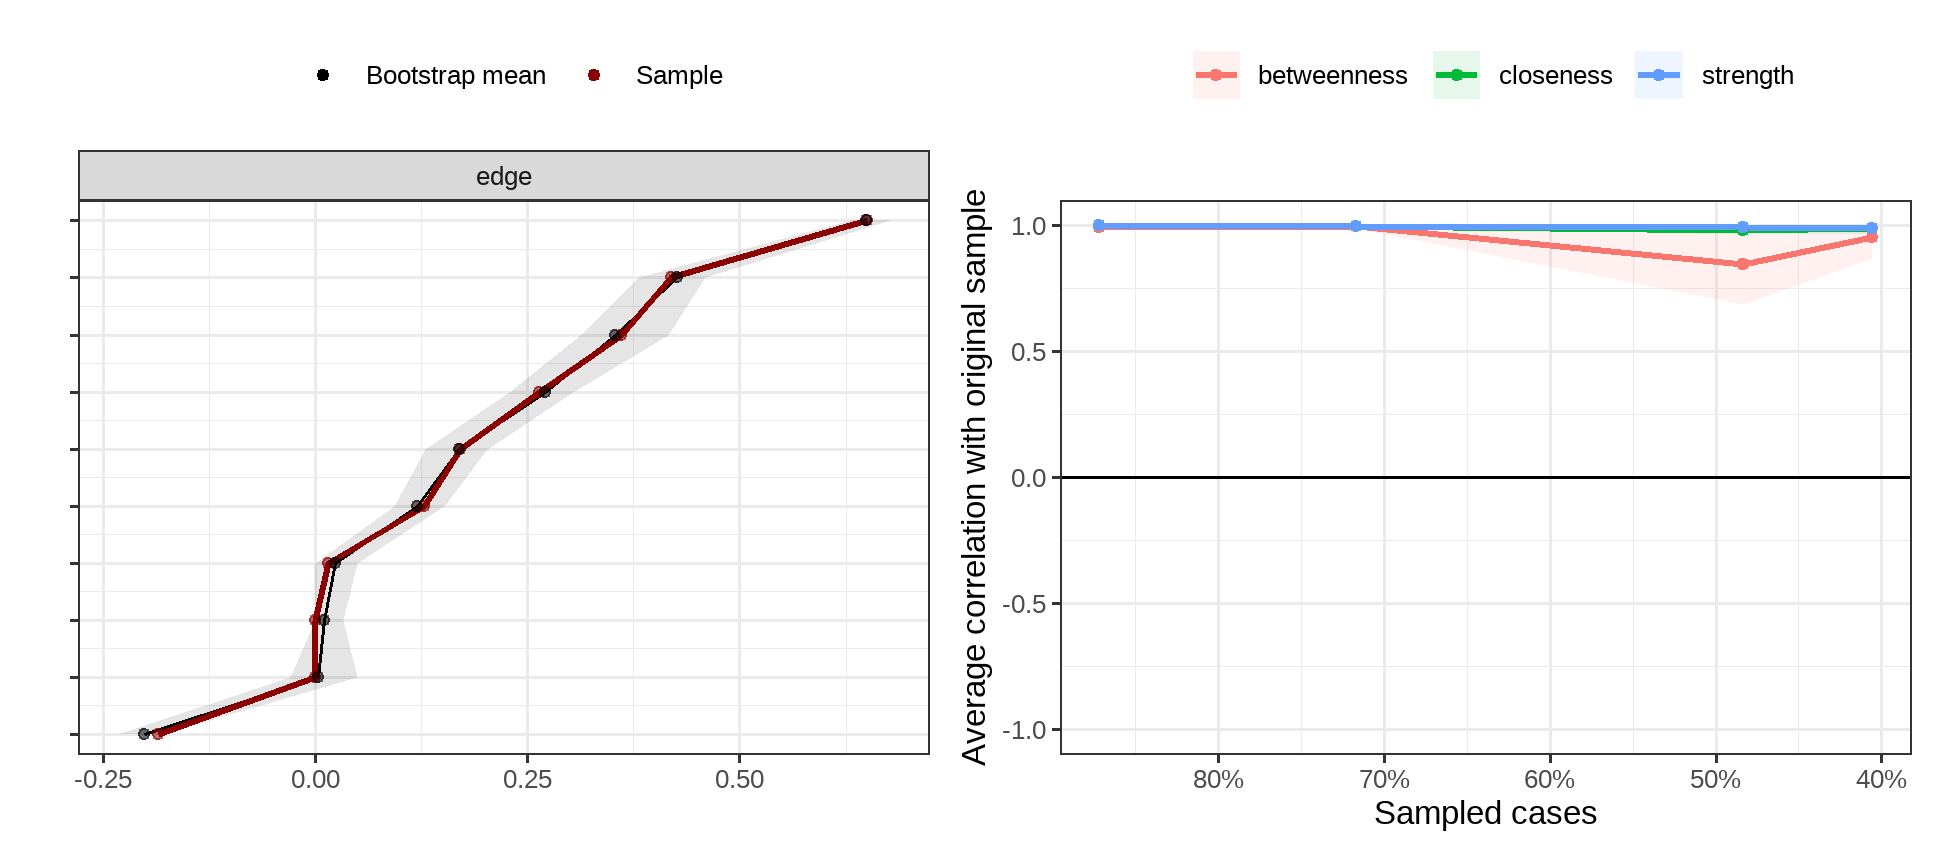 Bootstrap mean Sample
edge
-0.25 0.00 0.25 0.50
betweenness closeness strength
Average correlation with original sample
1.0
0.5
0.0
-0.5
-1.0
80% 70% 60% 50% 40%
Sampled cases